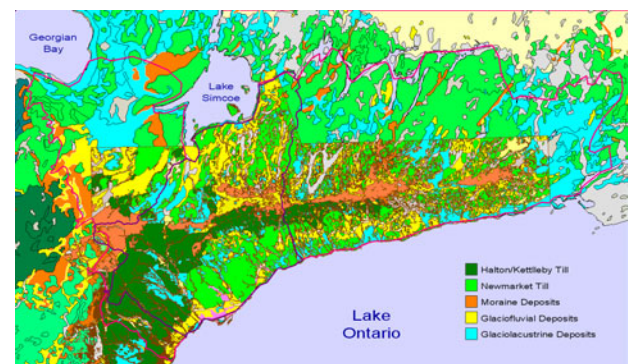 Georgian
Bay
Lake
Simcoe
Halton/Kettleby Till
Newmarket Till
Moraine Deposits
Glaciofluvial Deposits
Glaciolacustrine Deposits
Lake
Ontario